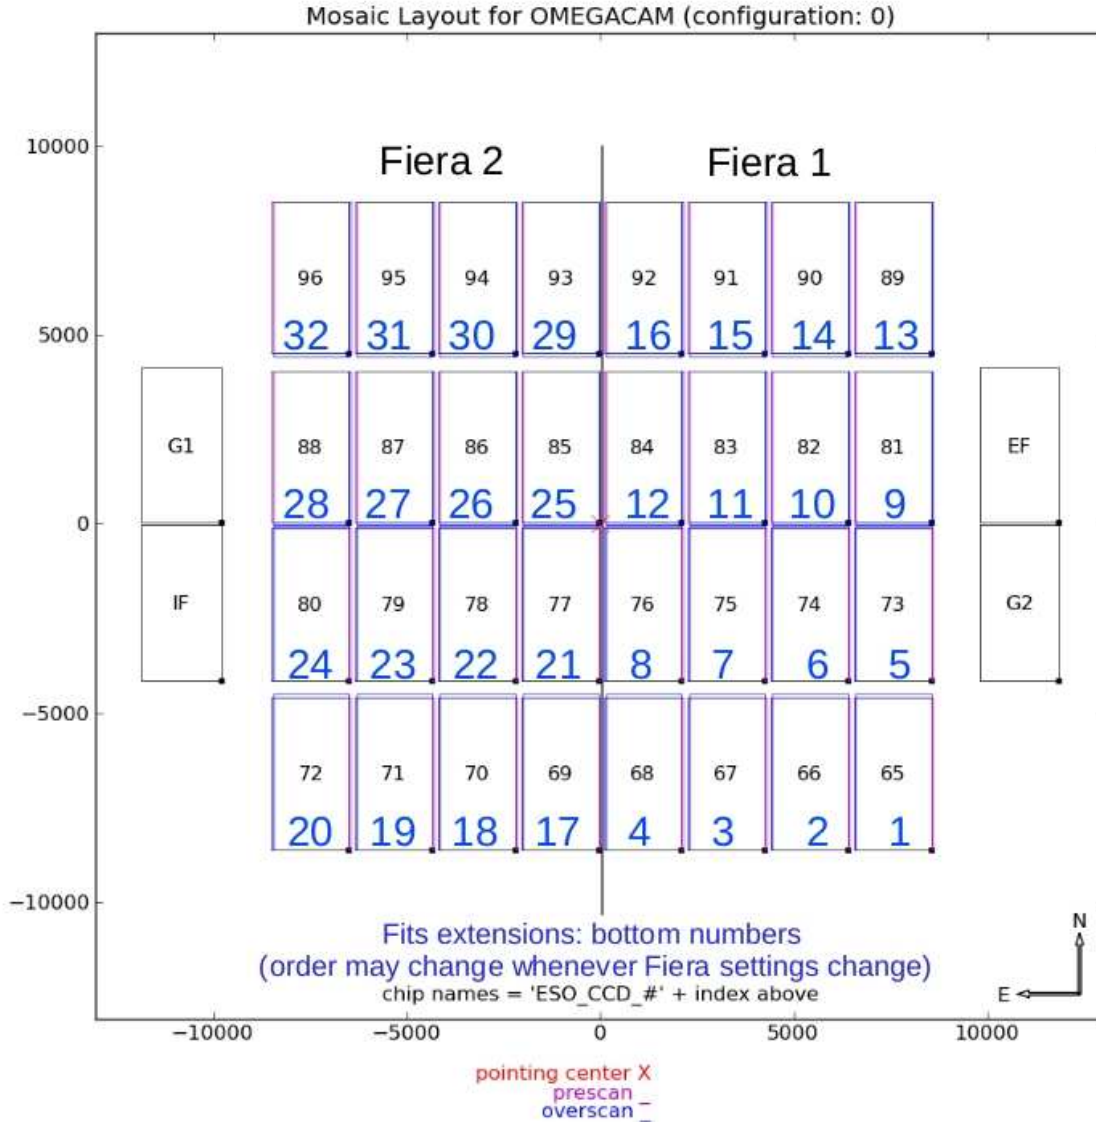 Mosaic Layout for OMEGACAM (configuration: 0)
10000
Fiera 2 Fiera 1
96 95 94 93 92 91 90 89
5000
32 31 30 29 16 15 14 13
G1 88 87 86 85 84 83 82 81 EF
28 27 26 25 12 11 10 9
0
IF 80 79 78 77 76 75 74 73 G2
24 23 22 21 8 7 6 5
−5000
72 71 70 69 68 67 66 65
20 19 18 17 4 3 2 1
−10000
N
Fits extensions: bottom numbers
(order may change whenever Fiera settings change)
chip names = 'ESO_CCD_#' + index above
E
−10000 −5000 0 5000 10000
pointing center X
prescan _
overscan _